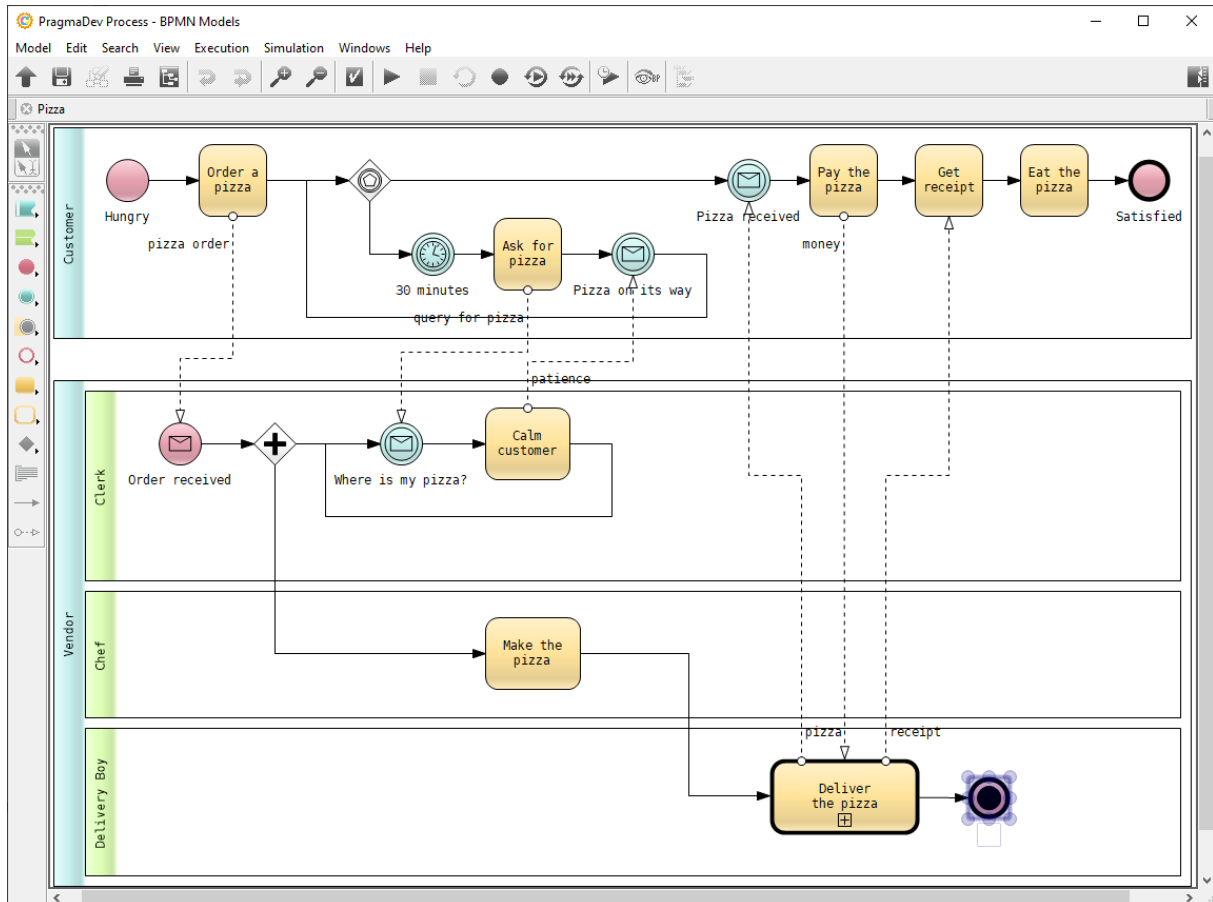 PragmaDev Process - BPMN Models
Model Edit Search View Execution Simulation Windows Help
BP
Pizza
Customer
Hungry
Order a
pizza
pizza order
30 minutes
Ask for
pizza
query for pizza
Pizza on its way
Pizza received
Pay the
pizza
money
Get
receipt
Eat the
pizza
Satisfied
patience
Vendor
Clerk
Order received
Where is my pizza?
Calm
customer
Chef
Make the
pizza
Delivery Boy
pizza
receipt
Deliver
the pizza